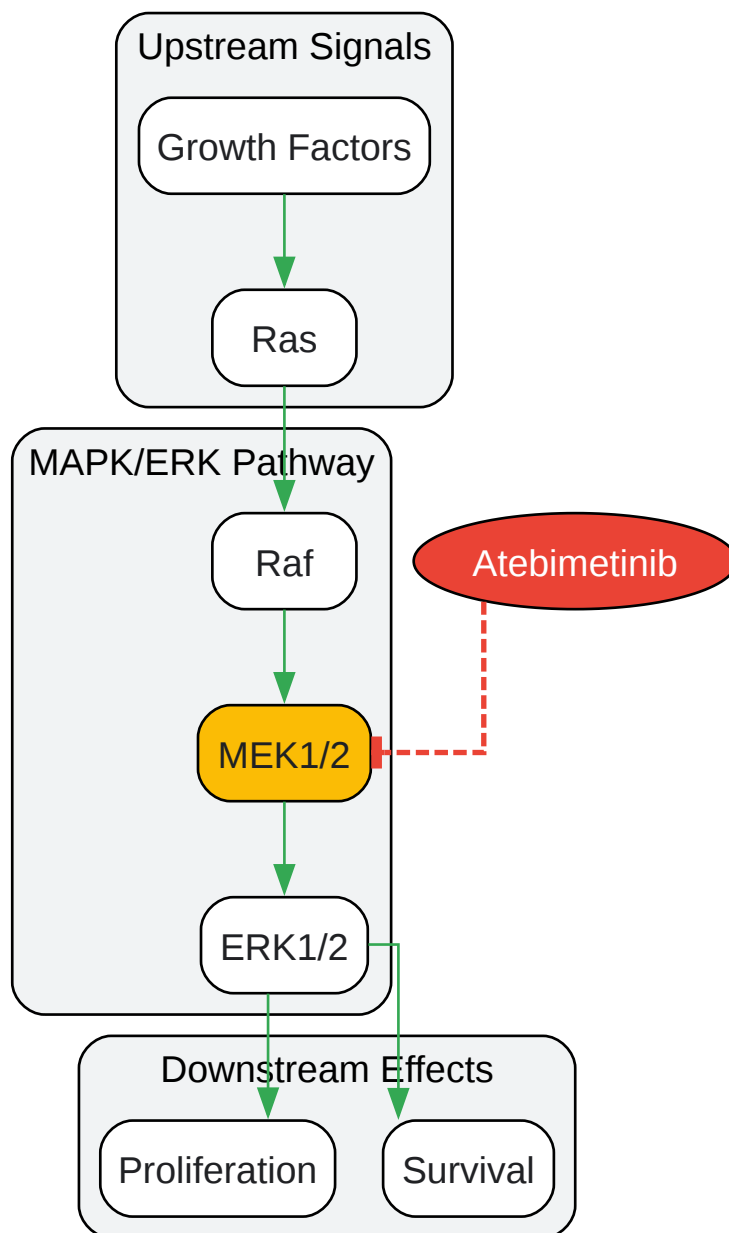 Upstream Signals
Growth Factors
Ras
MAPK/ERK Pathway
Raf
Atebimetinib
MEK1/2
ERK1/2
Downstream Effects
Proliferation
Survival